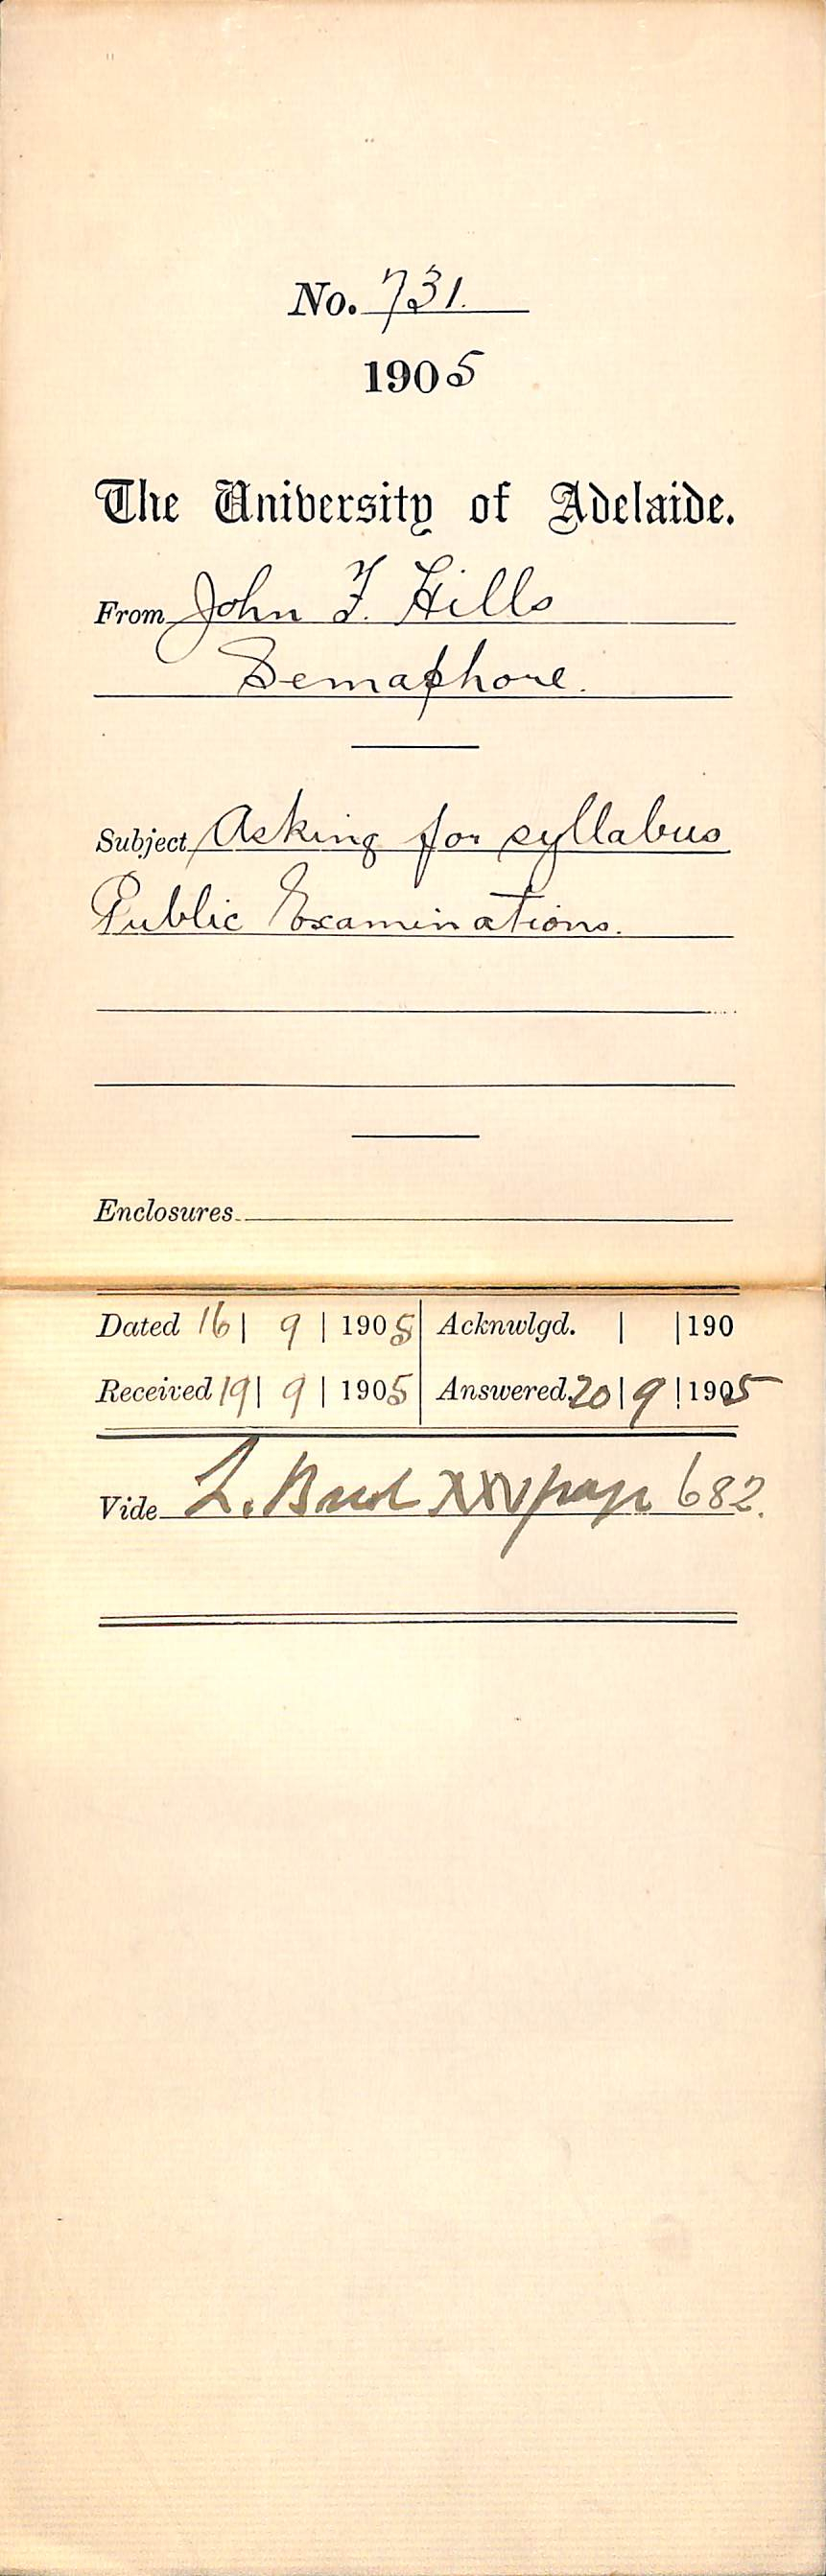 No. 731.
1905
The University of Adelaide.
From John F. Hills
Semaphore.
Subject Asking for syllabus
Public Examinations.
Enclosures
Dated 16 | 9 | 1905 Acknwlgd. | | 190
Received 19 | 9 | 1905 Answered 20 | 9 | 1905
Vide L. Book XXV page 682.